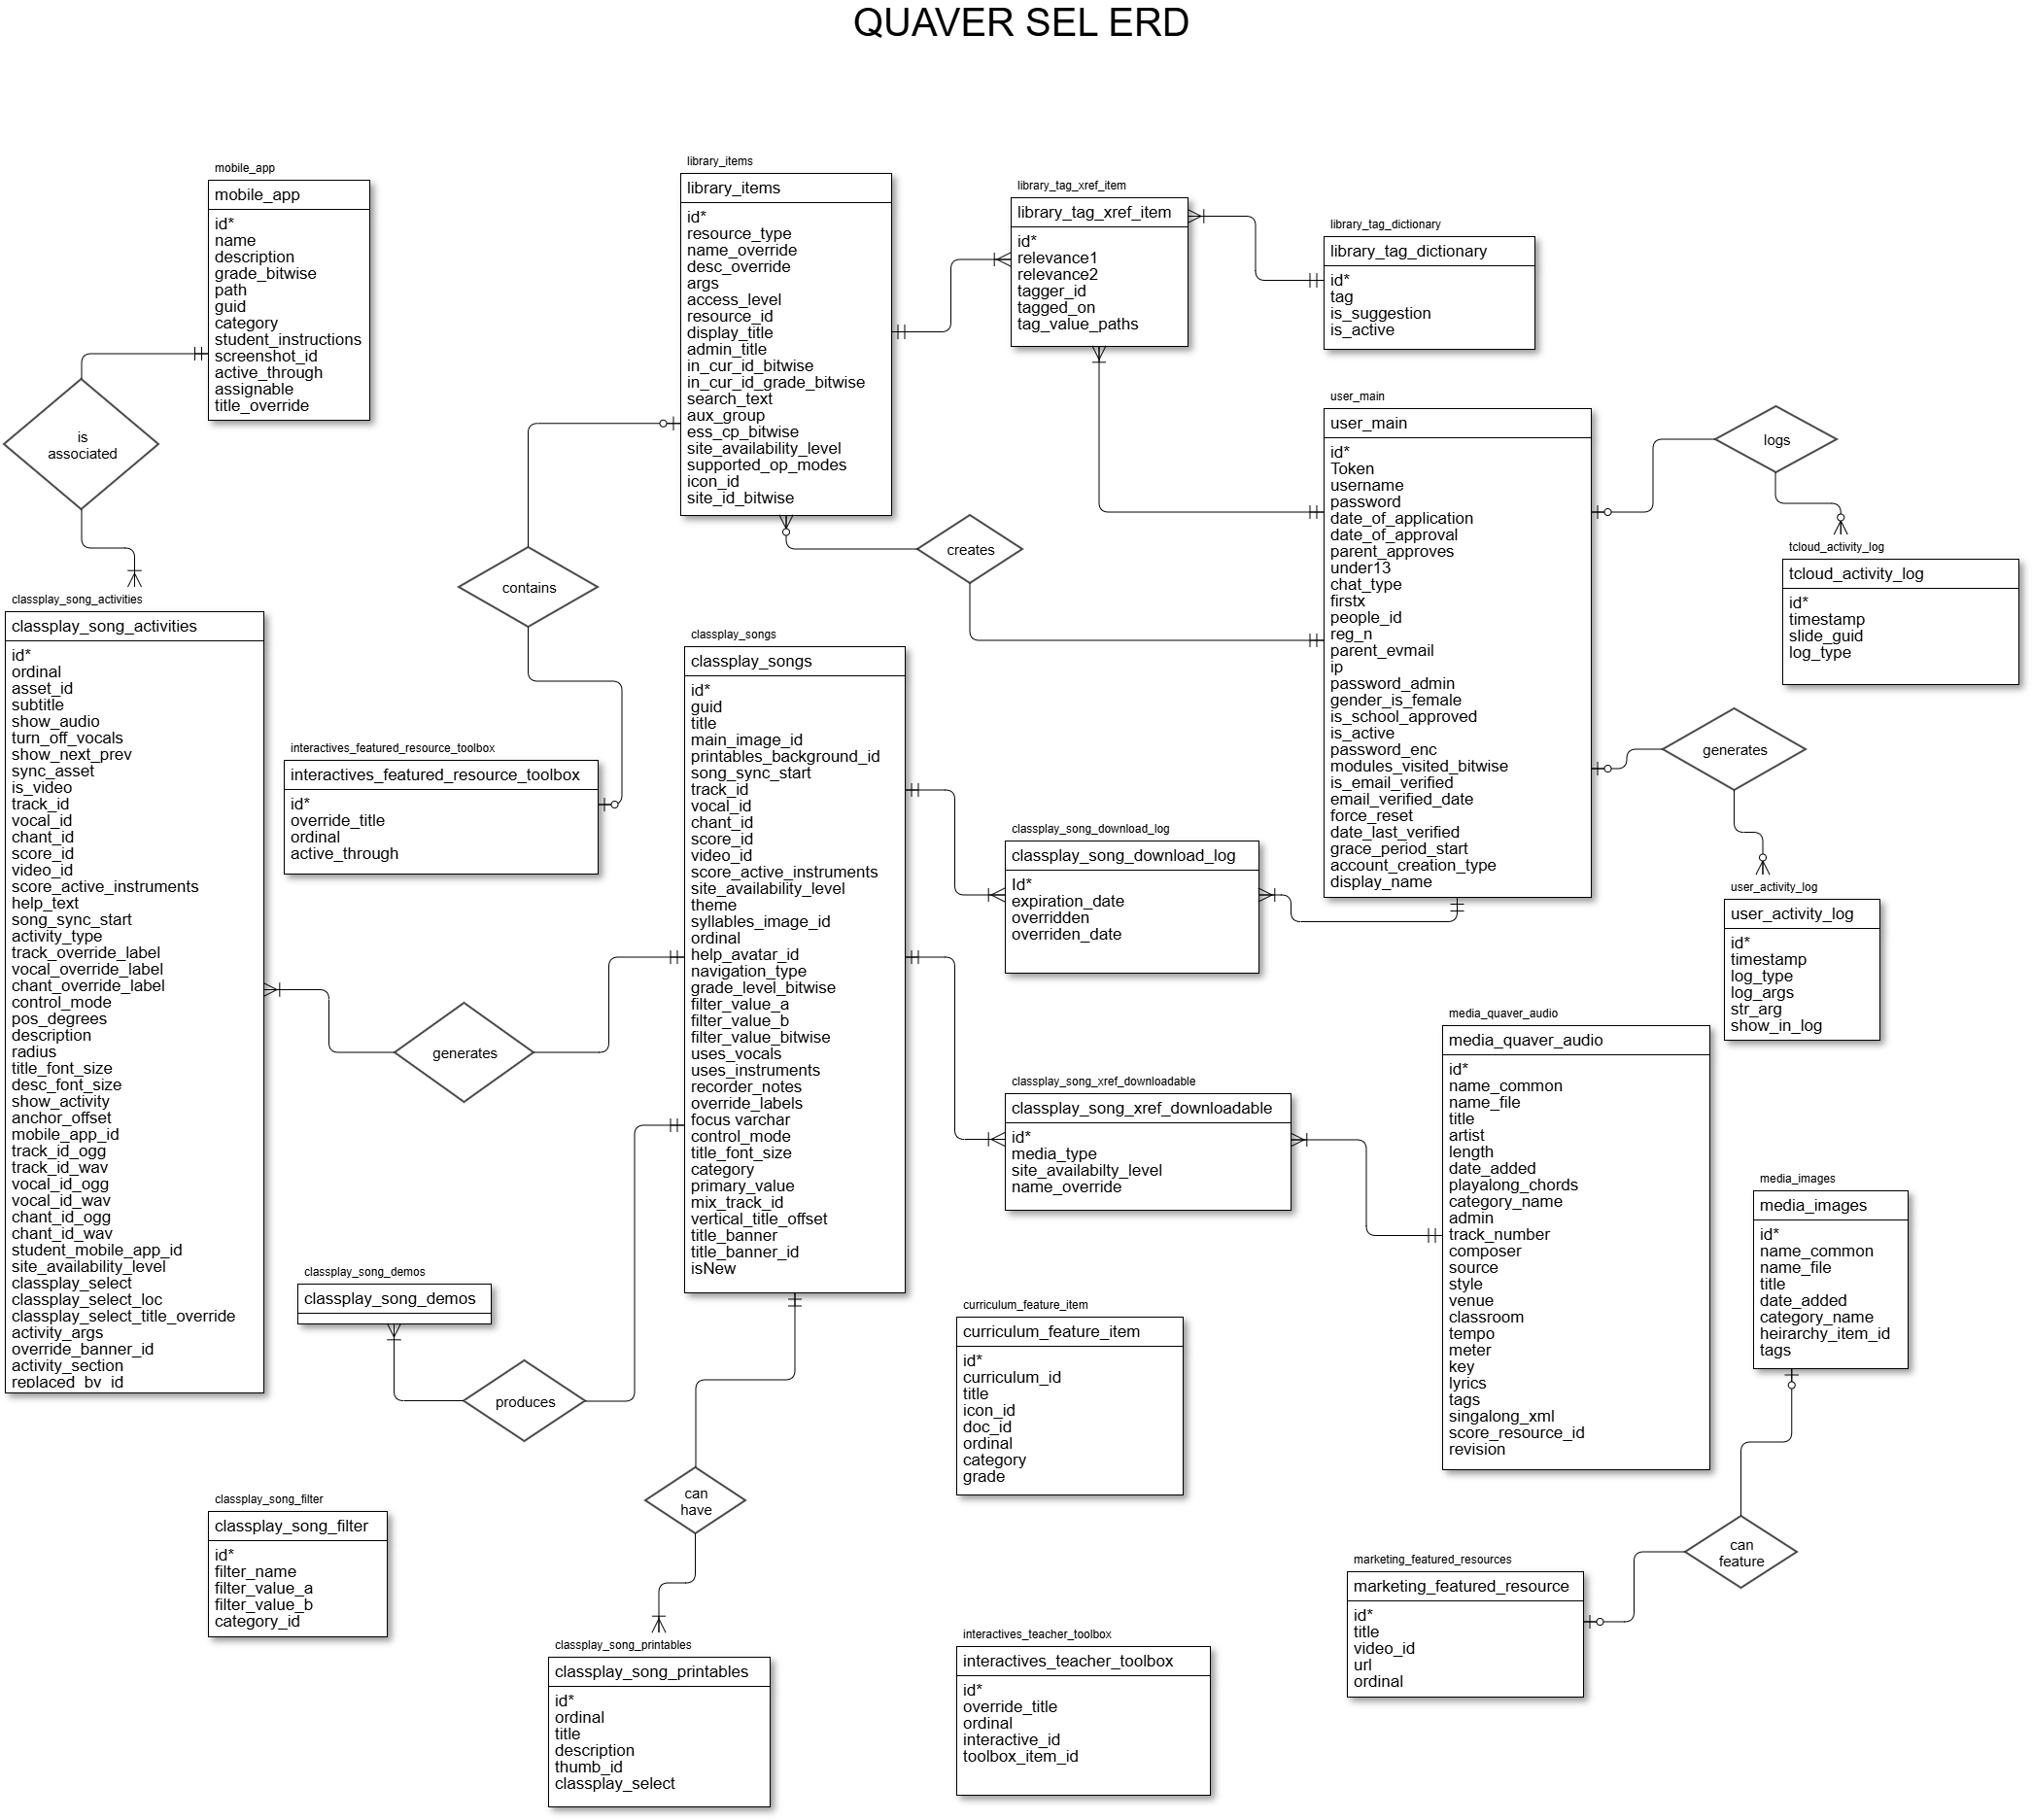 QUAVER SEL ERD
mobile_app
mobile_app
id*
name
description
grade_bitwise
path
guid
category
student_instructions
screenshot_id
active_through
assignable
title_override
library_items
library_items
id*
resource_type
name_override
desc_override
args
access_level
resource_id
display_title
admin_title
in_cur_id_bitwise
in_cur_id_grade_bitwise
search_text
aux_group
ess_cp_bitwise
site_availability_level
supported_op_modes
icon_id
site_id_bitwise
library_tag_xref_item
library_tag_xref_item
id*
relevance1
relevance2
tagger_id
tagged_on
tag_value_paths
library_tag_dictionary
library_tag_dictionary
id*
tag
is_suggestion
is_active
user_main
user_main
id*
Token
username
password
date_of_application
date_of_approval
parent_approves
under13
chat_type
firstx
people_id
reg_n
parent_evmail
ip
password_admin
gender_is_female
is_school_approved
is_active
password_enc
modules_visited_bitwise
is_email_verified
email_verified_date
force_reset
date_last_verified
grace_period_start
account_creation_type
display_name
logs
tcloud_activity_log
tcloud_activity_log
id*
timestamp
slide_guid
log_type
generates
user_activity_log
user_activity_log
id*
timestamp
log_type
log_args
str_arg
show_in_log
is
associated
contains
creates
classplay_song_activities
classplay_song_activities
id*
ordinal
asset_id
subtitle
show_audio
turn_off_vocals
show_next_prev
sync_asset
is_video
track_id
vocal_id
chant_id
score_id
video_id
score_active_instruments
help_text
song_sync_start
activity_type
track_override_label
vocal_override_label
chant_override_label
control_mode
pos_degrees
description
radius
title_font_size
desc_font_size
show_activity
anchor_offset
mobile_app_id
track_id_ogg
track_id_wav
vocal_id_ogg
vocal_id_wav
chant_id_ogg
chant_id_wav
student_mobile_app_id
site_availability_level
classplay_select
classplay_select_loc
classplay_select_title_override
activity_args
override_banner_id
activity_section
replaced_by_id
interactives_featured_resource_toolbox
interactives_featured_resource_toolbox
id*
override_title
ordinal
active_through
classplay_songs
classplay_songs
id*
guid
title
main_image_id
printables_background_id
song_sync_start
track_id
vocal_id
chant_id
score_id
video_id
score_active_instruments
site_availability_level
theme
syllables_image_id
ordinal
help_avatar_id
navigation_type
grade_level_bitwise
filter_value_a
filter_value_b
filter_value_bitwise
uses_vocals
uses_instruments
recorder_notes
override_labels
focus varchar
control_mode
title_font_size
category
primary_value
mix_track_id
vertical_title_offset
title_banner
title_banner_id
isNew
classplay_song_download_log
classplay_song_download_log
Id*
expiration_date
overridden
overriden_date
generates
classplay_song_xref_downloadable
classplay_song_xref_downloadable
id*
media_type
site_availabilty_level
name_override
media_quaver_audio
media_quaver_audio
id*
name_common
name_file
title
artist
length
date_added
playalong_chords
category_name
admin
track_number
composer
source
style
venue
classroom
tempo
meter
key
lyrics
tags
singalong_xml
score_resource_id
revision
media_images
media_images
id*
name_common
name_file
title
date_added
category_name
heirarchy_item_id
tags
classplay_song_demos
classplay_song_demos
produces
can
have
curriculum_feature_item
curriculum_feature_item
id*
curriculum_id
title
icon_id
doc_id
ordinal
category
grade
can
feature
classplay_song_filter
classplay_song_filter
id*
filter_name
filter_value_a
filter_value_b
category_id
marketing_featured_resources
marketing_featured_resource
id*
title
video_id
url
ordinal
classplay_song_printables
classplay_song_printables
id*
ordinal
title
description
thumb_id
classplay_select
interactives_teacher_toolbox
interactives_teacher_toolbox
id*
override_title
ordinal
interactive_id
toolbox_item_id